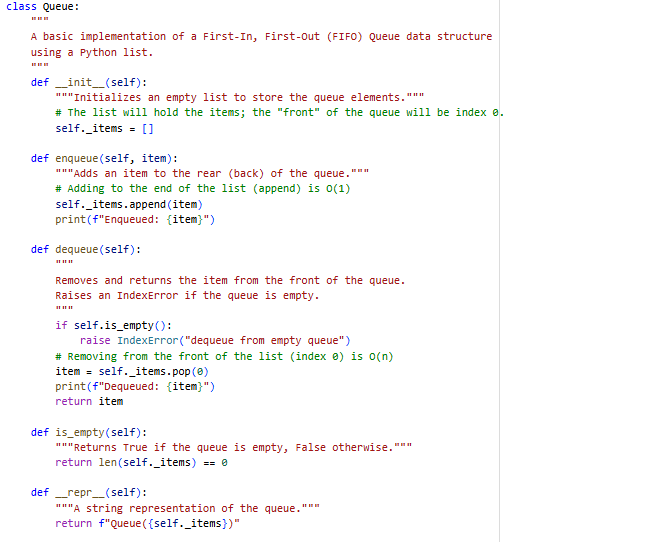 class Queue:
    """
    A basic implementation of a First-In, First-Out (FIFO) Queue data structure
    using a Python list.
    """
    def __init__(self):
        """Initializes an empty list to store the queue elements."""
        # The list will hold the items; the "front" of the queue will be index 0.
        self._items = []

    def enqueue(self, item):
        """Adds an item to the rear (back) of the queue."""
        # Adding to the end of the list (append) is O(1)
        self._items.append(item)
        print(f"Enqueued: {item}")

    def dequeue(self):
        """
        Removes and returns the item from the front of the queue.
        Raises an IndexError if the queue is empty.
        """
        if self.is_empty():
            raise IndexError("dequeue from empty queue")
        # Removing from the front of the list (index 0) is O(n)
        item = self._items.pop(0)
        print(f"Dequeued: {item}")
        return item

    def is_empty(self):
        """Returns True if the queue is empty, False otherwise."""
        return len(self._items) == 0

    def __repr__(self):
        """A string representation of the queue."""
        return f"Queue({self._items})"